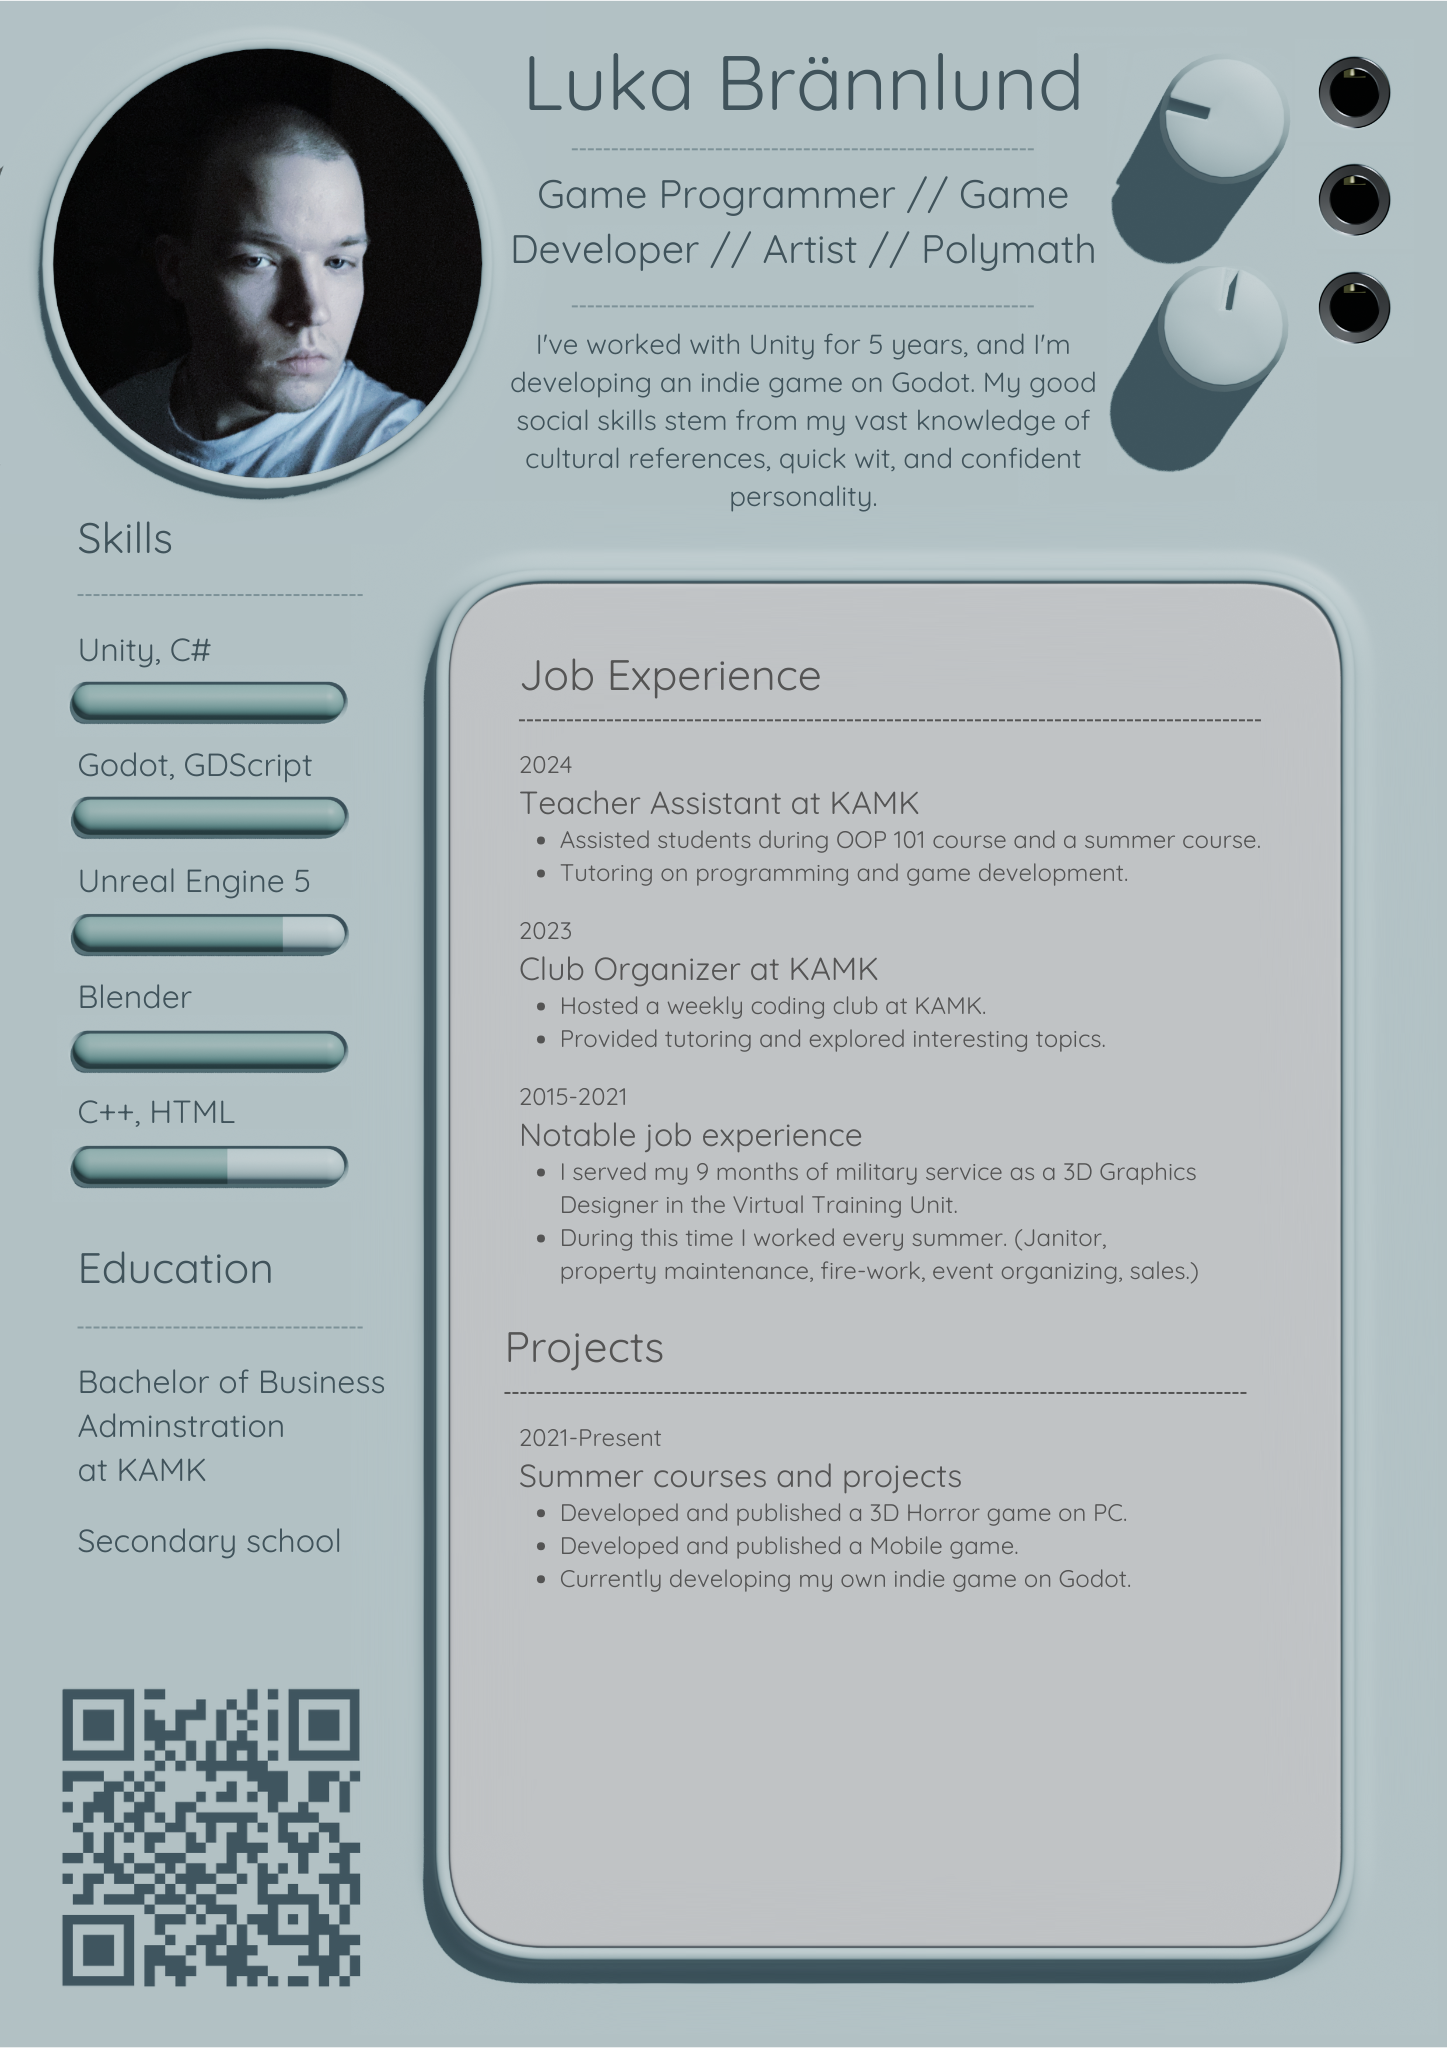 Luka Brännlund
Game Programmer // Game
Developer // Artist // Polymath
I've worked with Unity for 5 years, and I'm
developing an indie game on Godot. My good
social skills stem from my vast knowledge of
cultural references, quick wit, and confident
personality.
Skills
Unity, C#
Godot, GDScript
Unreal Engine 5
Blender
C++, HTML
Education
Bachelor of Business
Adminstration
at KAMK
Secondary school
Job Experience
2024
Teacher Assistant at KAMK
• Assisted students during OOP 101 course and a summer course.
• Tutoring on programming and game development.
2023
Club Organizer at KAMK
• Hosted a weekly coding club at KAMK.
• Provided tutoring and explored interesting topics.
2015-2021
Notable job experience
• I served my 9 months of military service as a 3D Graphics
Designer in the Virtual Training Unit.
• During this time I worked every summer. (Janitor,
property maintenance, fire-work, event organizing, sales.)
Projects
2021-Present
Summer courses and projects
• Developed and published a 3D Horror game on PC.
• Developed and published a Mobile game.
• Currently developing my own indie game on Godot.